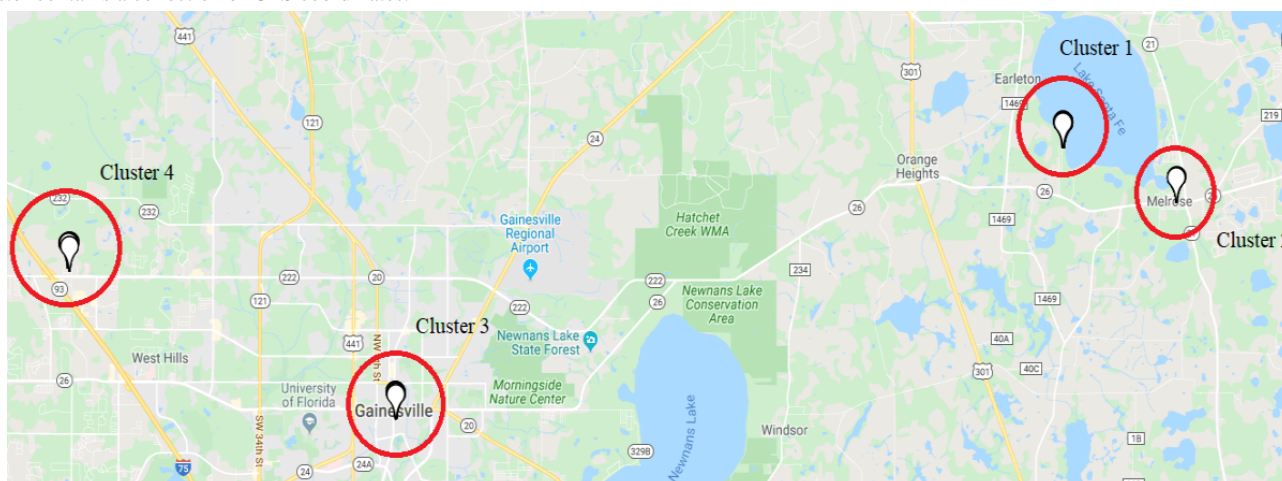 441
Cluster 1
21
301
Earleton
Lake Santa Fe
1469
219
121
24
Cluster 4
Orange
Heights
232
232
26
26
Melrose
Gainesville
Regional
Airport
Hatchet
Creek WMA
1469
Cluster
20
222
222
234
93
121
222
26
Newnans Lake
Conservation
Area
1469
Cluster 3
441
Newnans Lake
State Forest
40A
West Hills
301
40C
26
University
of Florida
Morningside
Nature Center
Gainesville
SW 34th St
20
Newnans Lake
Windsor
1B
75
24
24A
329B